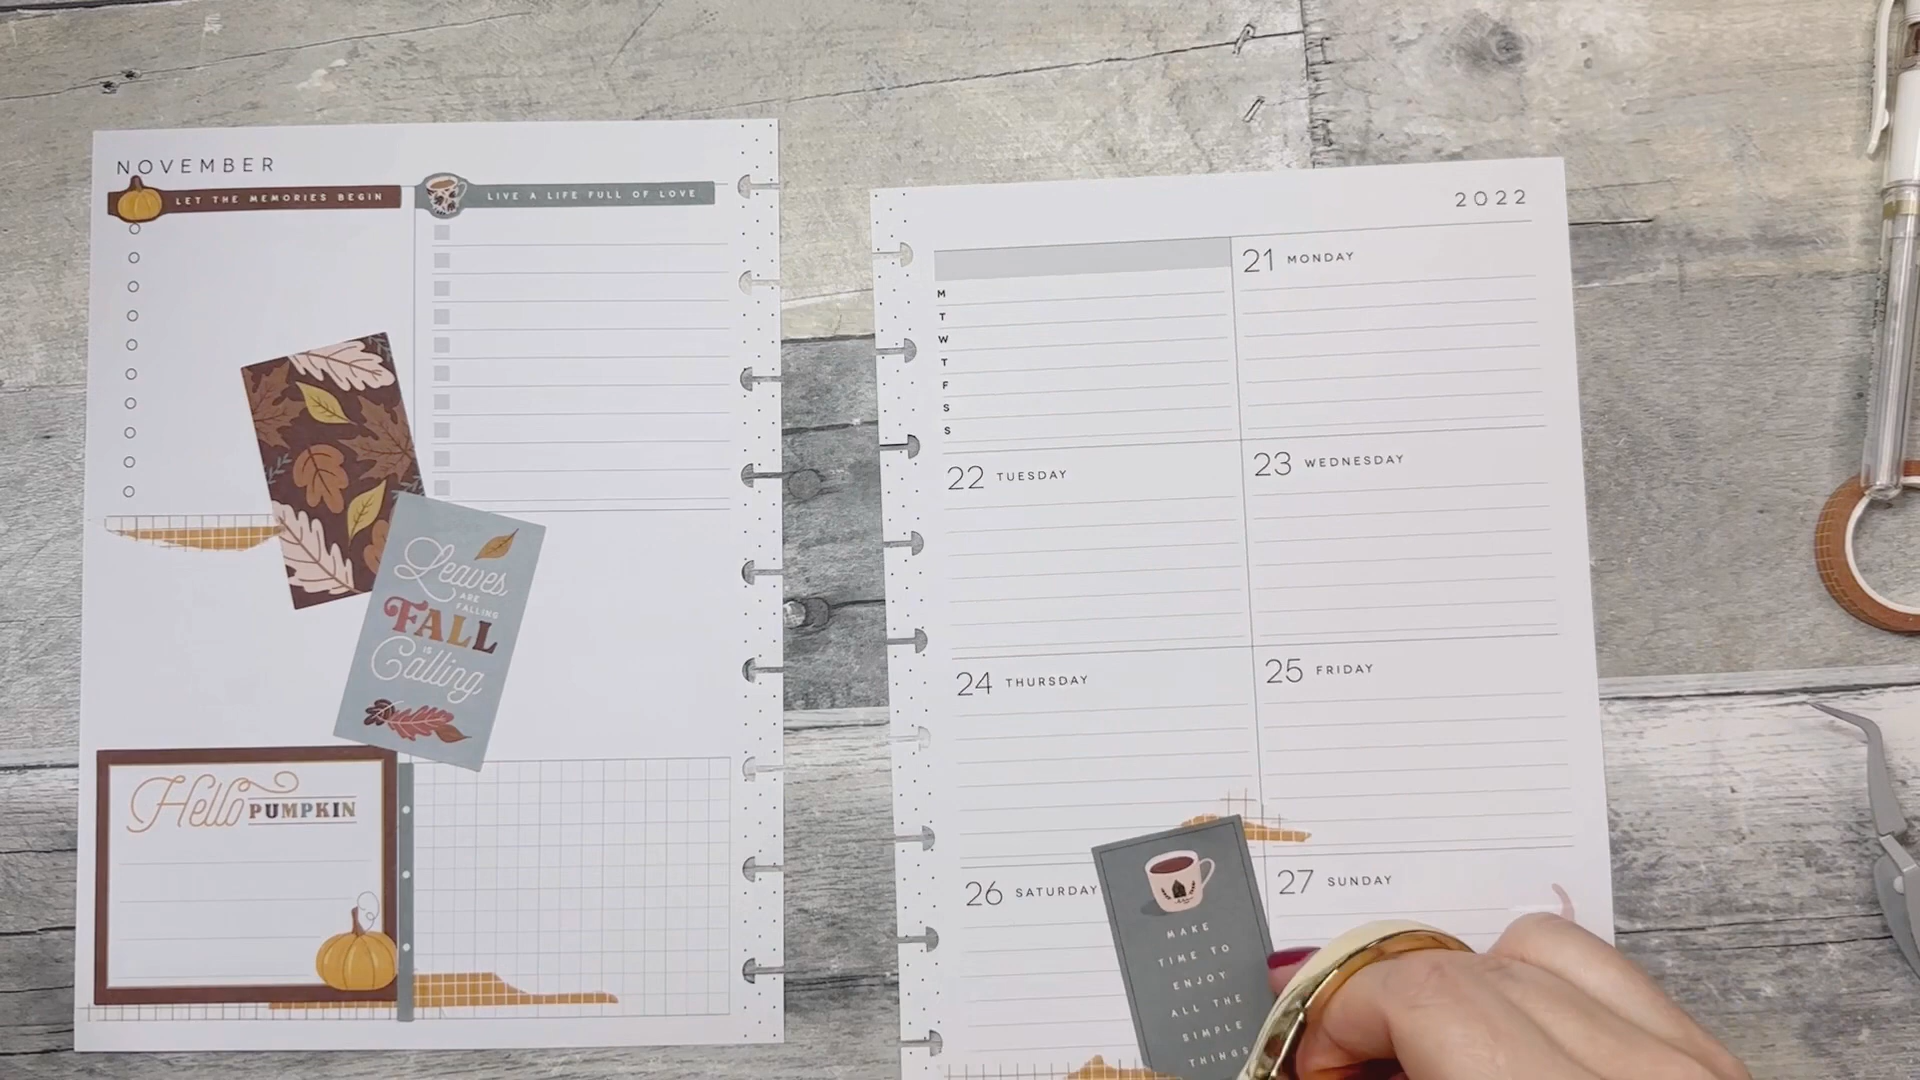 NOVEMBER
LET THE MEMORIES BEGIN
LIVE A LIFE FULL OF LOVE
Leaves
ARE
FALLING
FALL
IS
Calling
Hello PUMPKIN
2022
M
T
W
T
F
S
S
21 MONDAY
22 TUESDAY
23 WEDNESDAY
24 THURSDAY
25 FRIDAY
26 SATURDAY
27 SUNDAY
MAKE
TIME TO
ENJOY
ALL THE
SIMPLE
THINGS